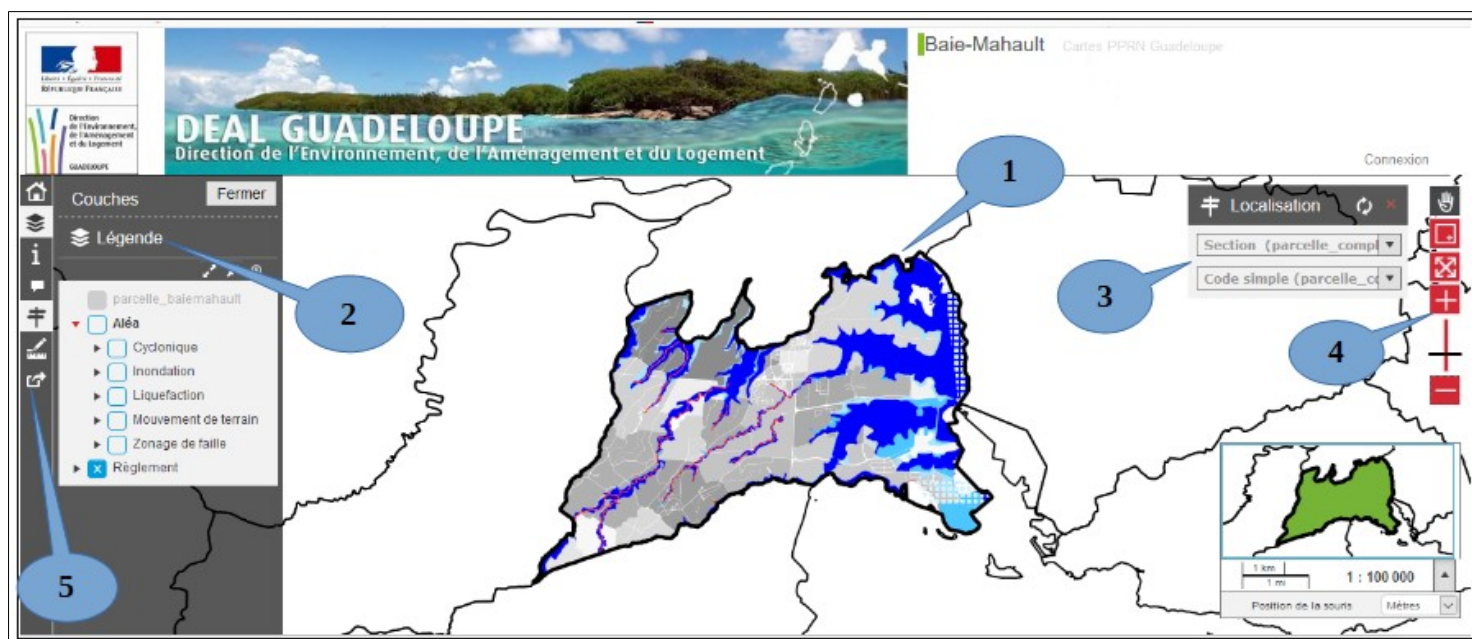 Liberté • Égalité • Fraternité
RÉPUBLIQUE FRANÇAISE
Direction
de l'Environnement,
de l'Aménagement
et du Logement
GUADELOUPE
DEAL GUADELOUPE
Direction de l'Environnement, de l'Aménagement et du Logement
Baie-Mahault
Cartes PPRN Guadeloupe
Connexion
Couches
Fermer
Légende
parcelle_baiemahault
Aléa
Cyclonique
Inondation
Liquefaction
Mouvement de terrain
Zonage de faille
Règlement
1
2
3
4
5
Localisation
Section (parcelle_compl
Code simple (parcelle_co
1 km
1 mi
1 : 100 000
Position de la souris
Mètres